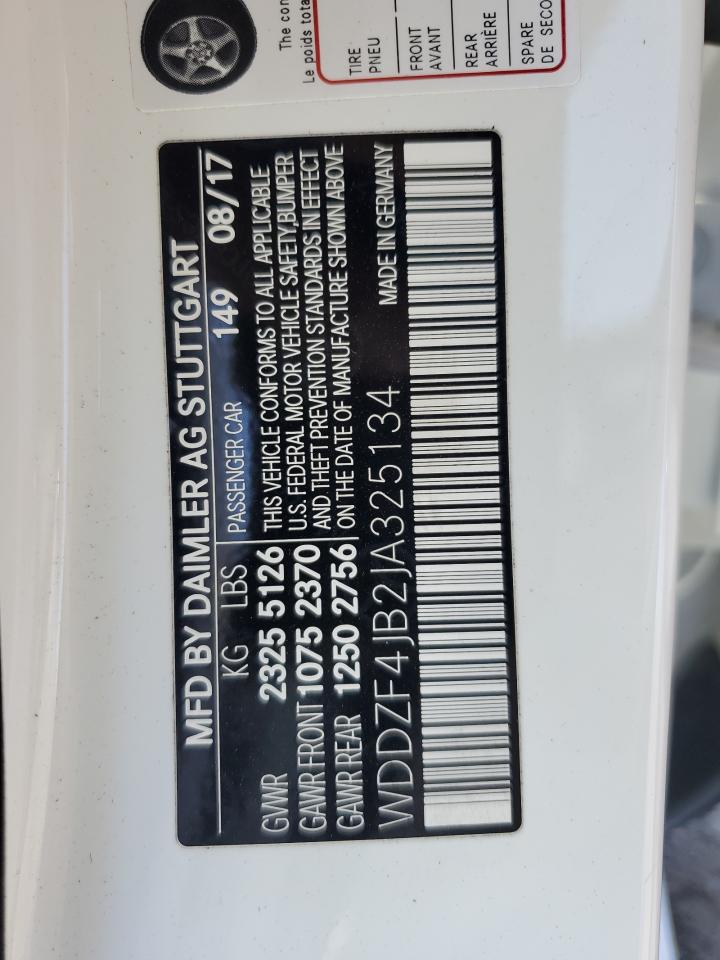 MFD BY DAIMLER AG STUTTGART
KG LBS PASSENGER CAR 149 08/17
GVWR 2325 5126 THIS VEHICLE CONFORMS TO ALL APPLICABLE
GAWR FRONT 1075 2370 U.S. FEDERAL MOTOR VEHICLE SAFETY,BUMPER
AND THEFT PREVENTION STANDARDS IN EFFECT
GAWR REAR 1250 2756 ON THE DATE OF MANUFACTURE SHOWN ABOVE
WDDZF4JB2JA325134 MADE IN GERMANY
The
Le poids
TIRE
PNEU
FRONT
AVANT
REAR
ARRIÈRE
SPARE
DE